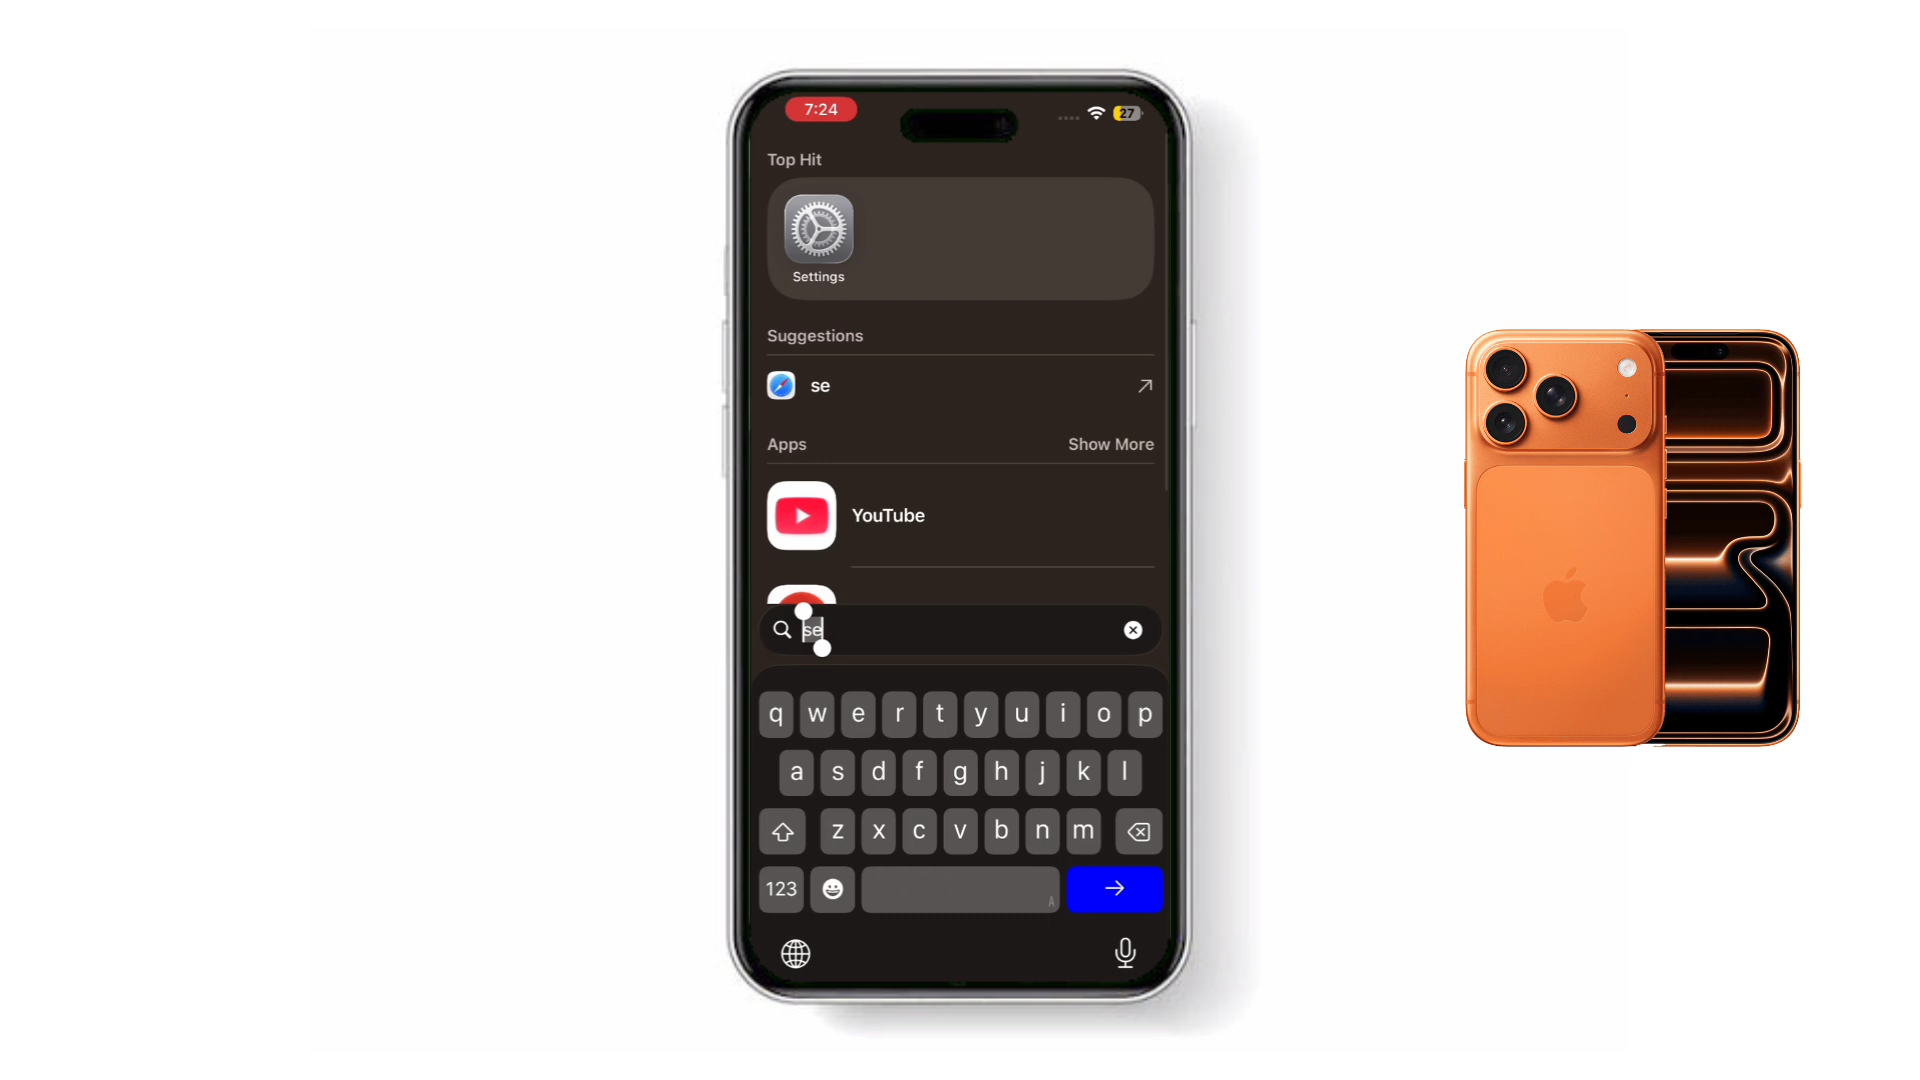 7:24
27
Top Hit
Settings
Suggestions
se
Apps Show More
YouTube
se
q w e r t y u i o p
a s d f g h j k l
z x c v b n m
123
A